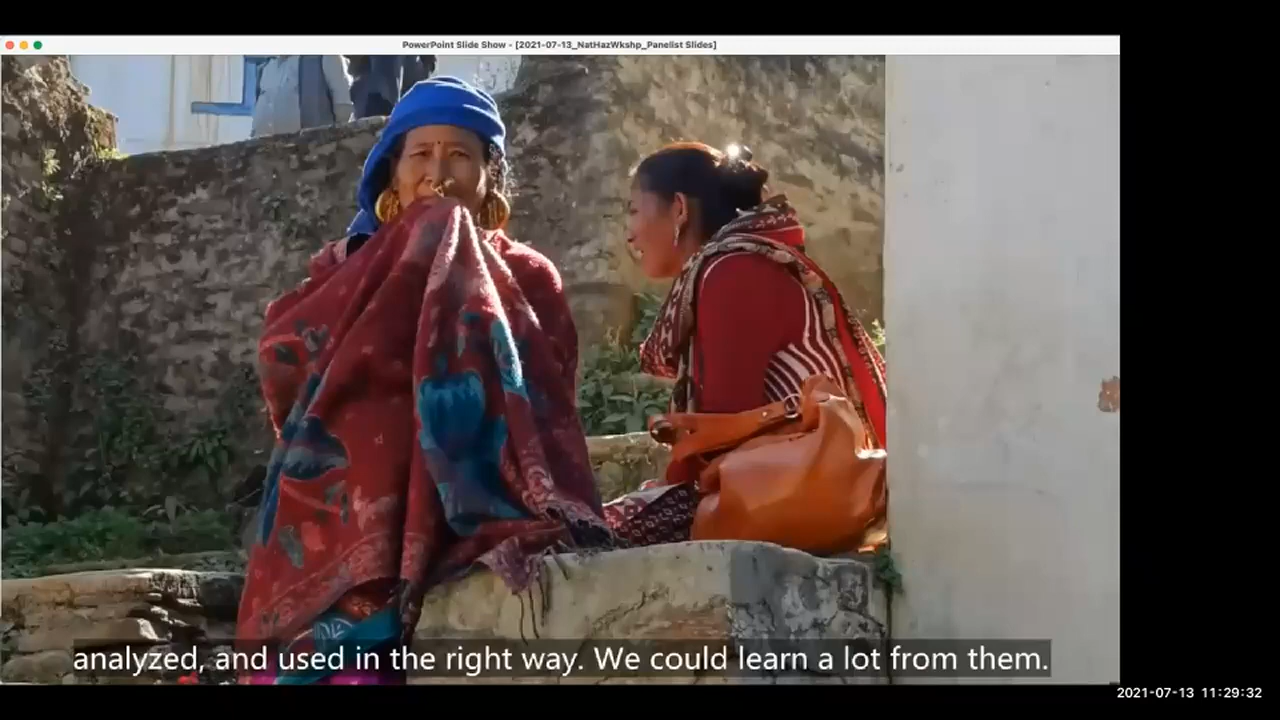 PowerPoint Slide Show - [2021-07-13_NatHazWkshp_Panelist Slides]
analyzed, and used in the right way. We could learn a lot from them.
2021-07-13 11:29:32